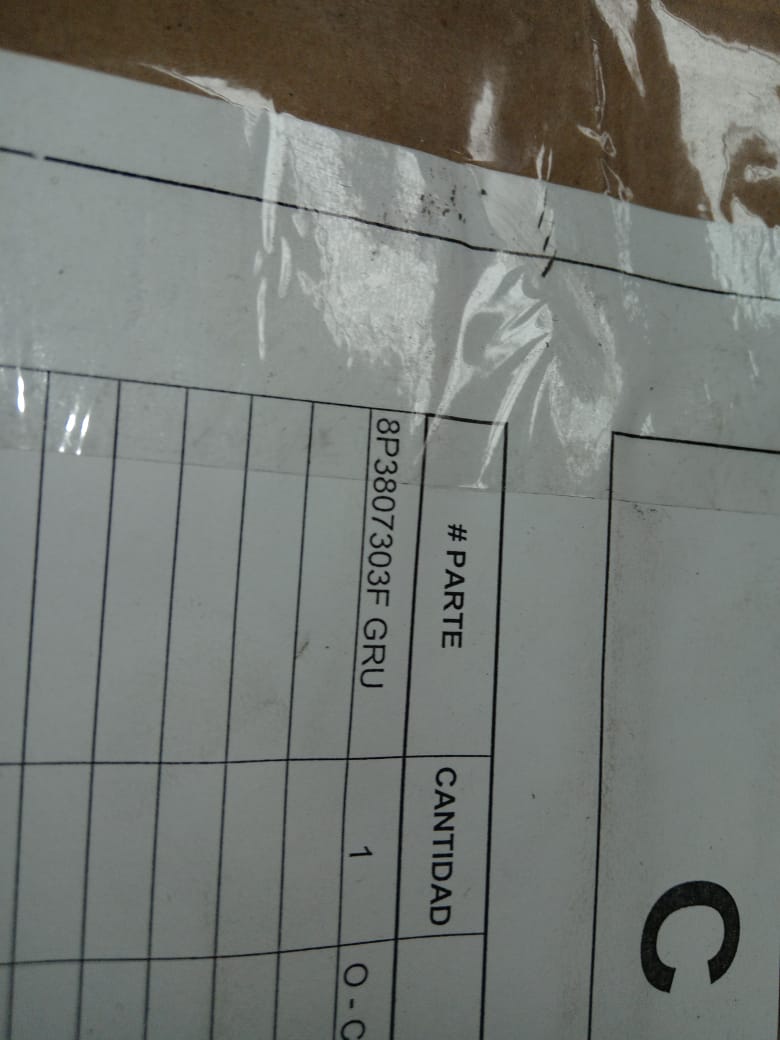 C
# PARTE CANTIDAD
8P3807303F GRU 1 O - C